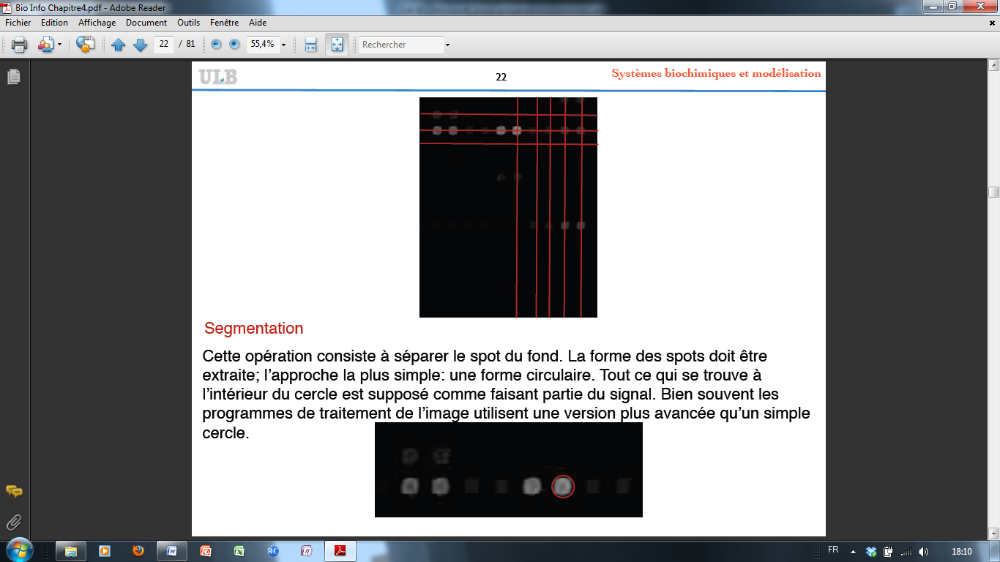 Bio Info Chapitre4.pdf - Adobe Reader
Fichier Edition Affichage Document Outils Fenêtre Aide
22 / 81 55,4% Rechercher
ULB 22 Systèmes biochimiques et modélisation
Segmentation
Cette opération consiste à séparer le spot du fond. La forme des spots doit être
extraite; l’approche la plus simple: une forme circulaire. Tout ce qui se trouve à
l’intérieur du cercle est supposé comme faisant partie du signal. Bien souvent les
programmes de traitement de l’image utilisent une version plus avancée qu’un simple
cercle.
FR 18:10